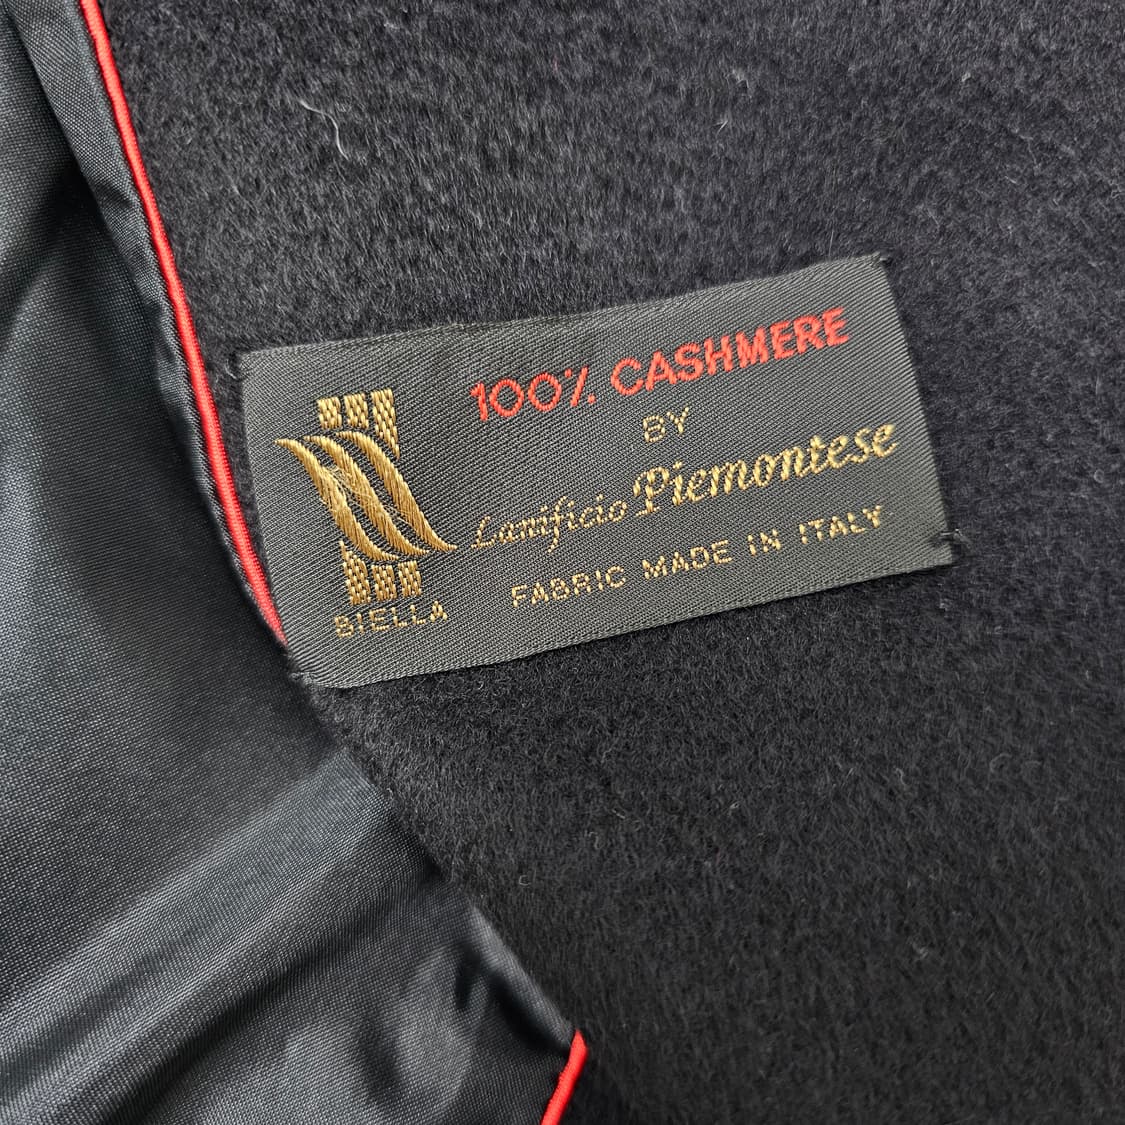 100% CASHMERE
BY
Lanificio Piemontese
FABRIC MADE IN ITALY
BIELLA